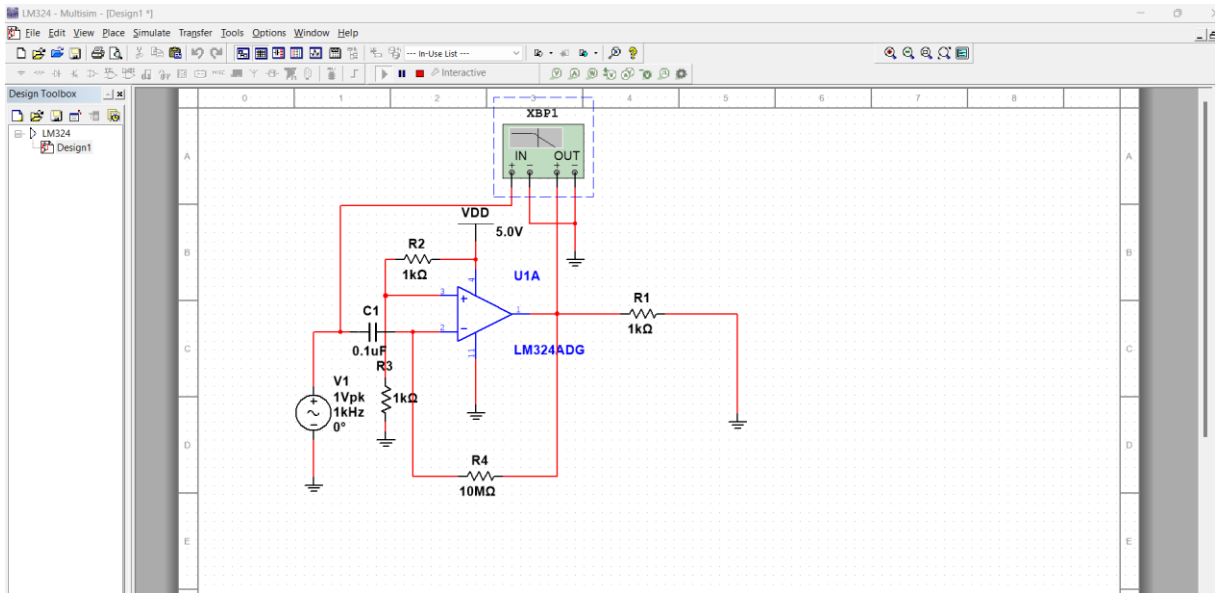 LM324 - Multisim - [Design1 *]
File Edit View Place Simulate Transfer Tools Options Window Help
--- In-Use List ---
Interactive
Design Toolbox
LM324
Design1
0 1 2 3 4 5 6 7 8
A
A
B
B
C
C
D
D
E
E
XBP1
IN OUT
+ - + -
VDD
5.0V
R2
1kΩ
U1A
4
3
+
2
−
1
11
LM324ADG
R1
1kΩ
C1
0.1uF
R3
1kΩ
V1
1Vpk
1kHz
0°
R4
10MΩ